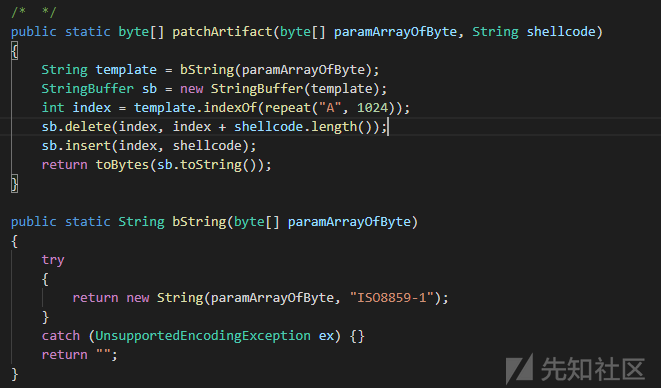 /*  */
public static byte[] patchArtifact(byte[] paramArrayOfByte, String shellcode)
{
    String template = bString(paramArrayOfByte);
    StringBuffer sb = new StringBuffer(template);
    int index = template.indexOf(repeat("A", 1024));
    sb.delete(index, index + shellcode.length());
    sb.insert(index, shellcode);
    return toBytes(sb.toString());
}

public static String bString(byte[] paramArrayOfByte)
{
    try
    {
        return new String(paramArrayOfByte, "ISO8859-1");
    }
    catch (UnsupportedEncodingException ex) {}
    return "";
}
先知社区